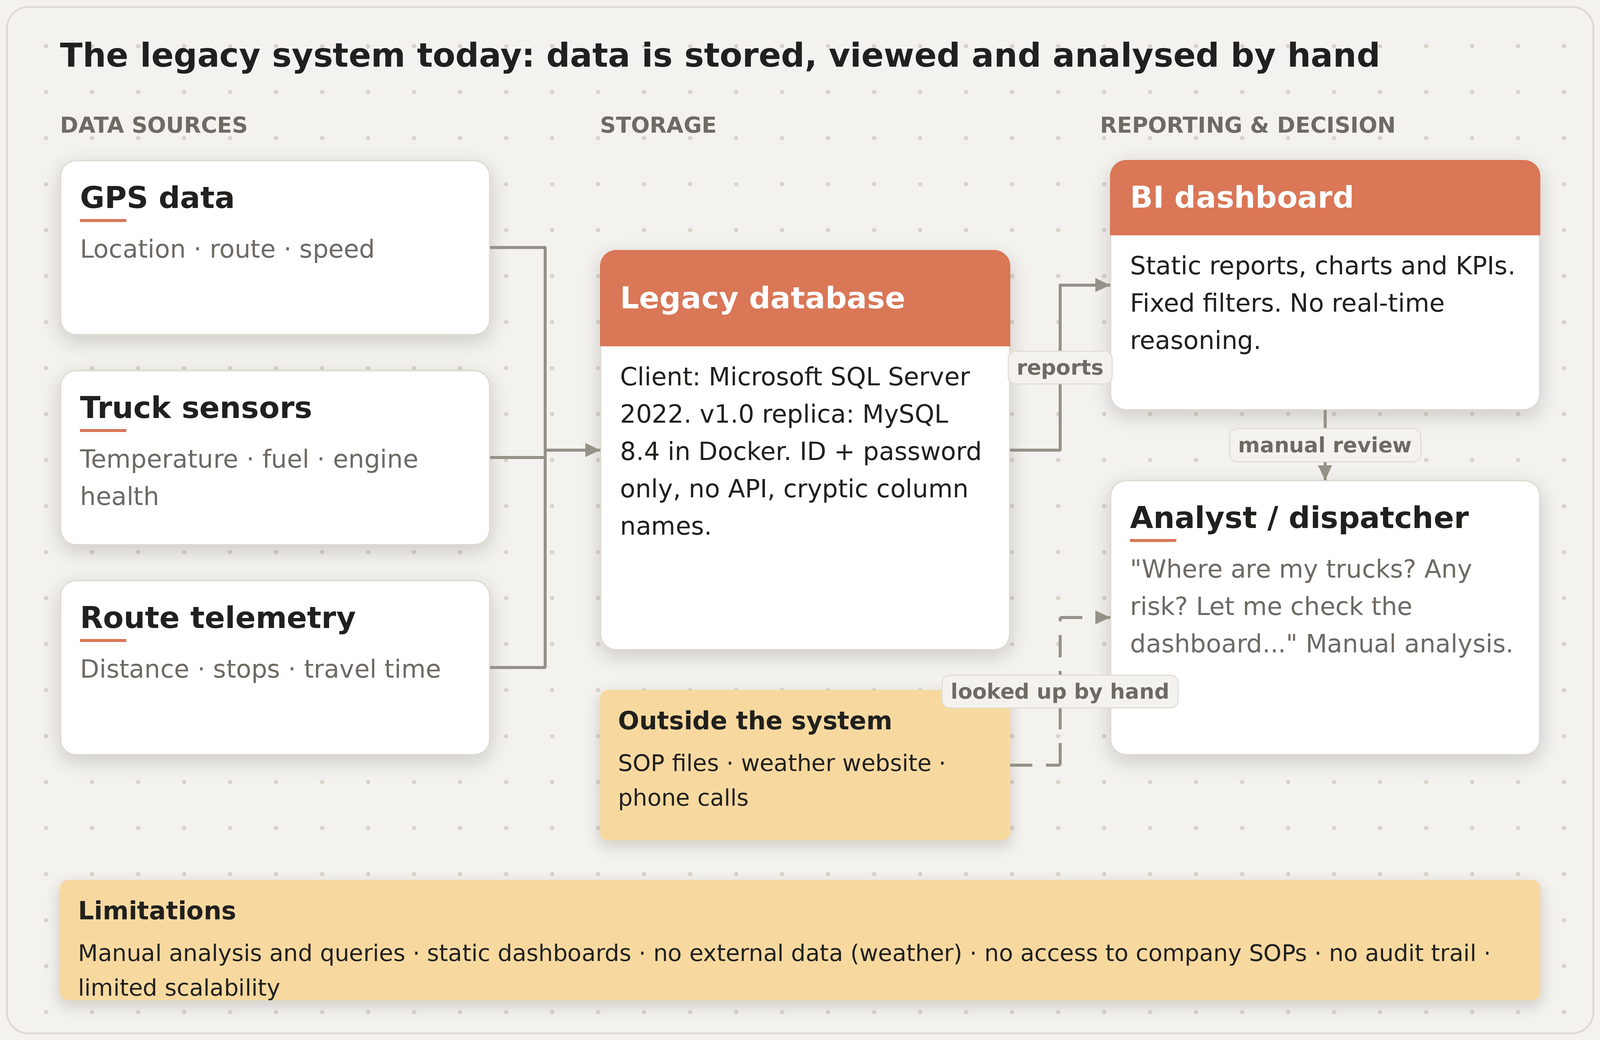 The legacy system today: data is stored, viewed and analysed by hand
DATA SOURCES
GPS data
Location · route · speed
Truck sensors
Temperature · fuel · engine
health
Route telemetry
Distance · stops · travel time
STORAGE
Legacy database
Client: Microsoft SQL Server
2022. v1.0 replica: MySQL
8.4 in Docker. ID + password
only, no API, cryptic column
names.
Outside the system
SOP files · weather website ·
phone calls
reports
looked up by hand
REPORTING & DECISION
BI dashboard
Static reports, charts and KPIs.
Fixed filters. No real-time
reasoning.
manual review
Analyst / dispatcher
"Where are my trucks? Any
risk? Let me check the
dashboard..." Manual analysis.
Limitations
Manual analysis and queries · static dashboards · no external data (weather) · no access to company SOPs · no audit trail ·
limited scalability